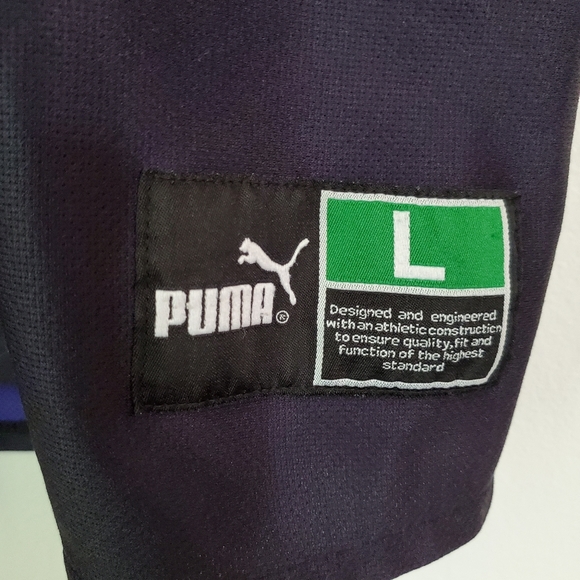 PUMA®
L
Designed and engineered
with an athletic construction
to ensure quality,fit and
function of the highest
standard